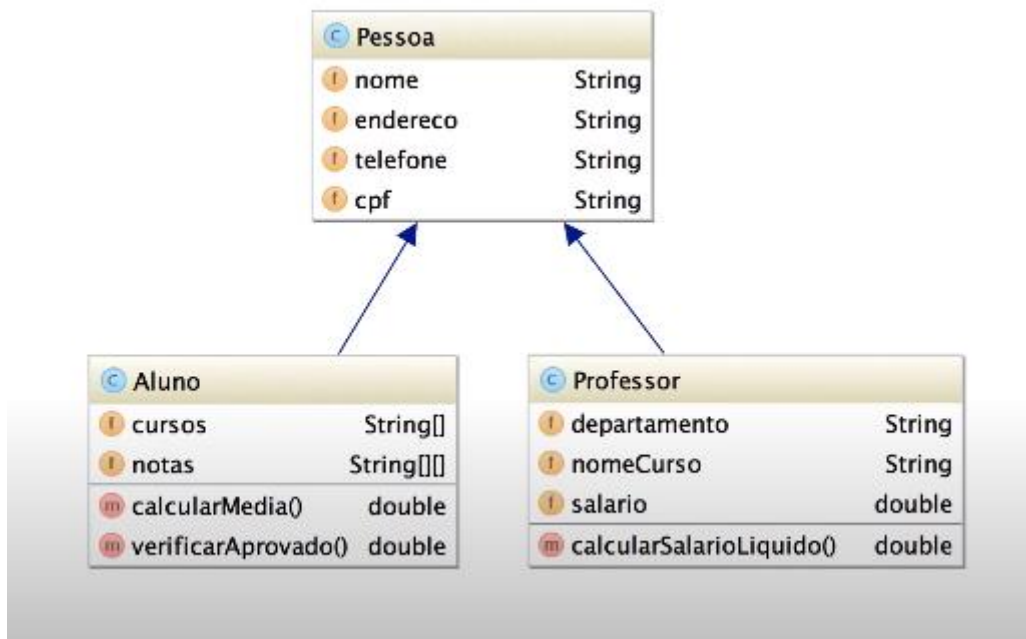 Pessoa
nome String
endereco String
telefone String
cpf String
Aluno
cursos String[]
notas String[][]
calcularMedia() double
verificarAprovado() double
Professor
departamento String
nomeCurso String
salario double
calcularSalarioLiquido() double